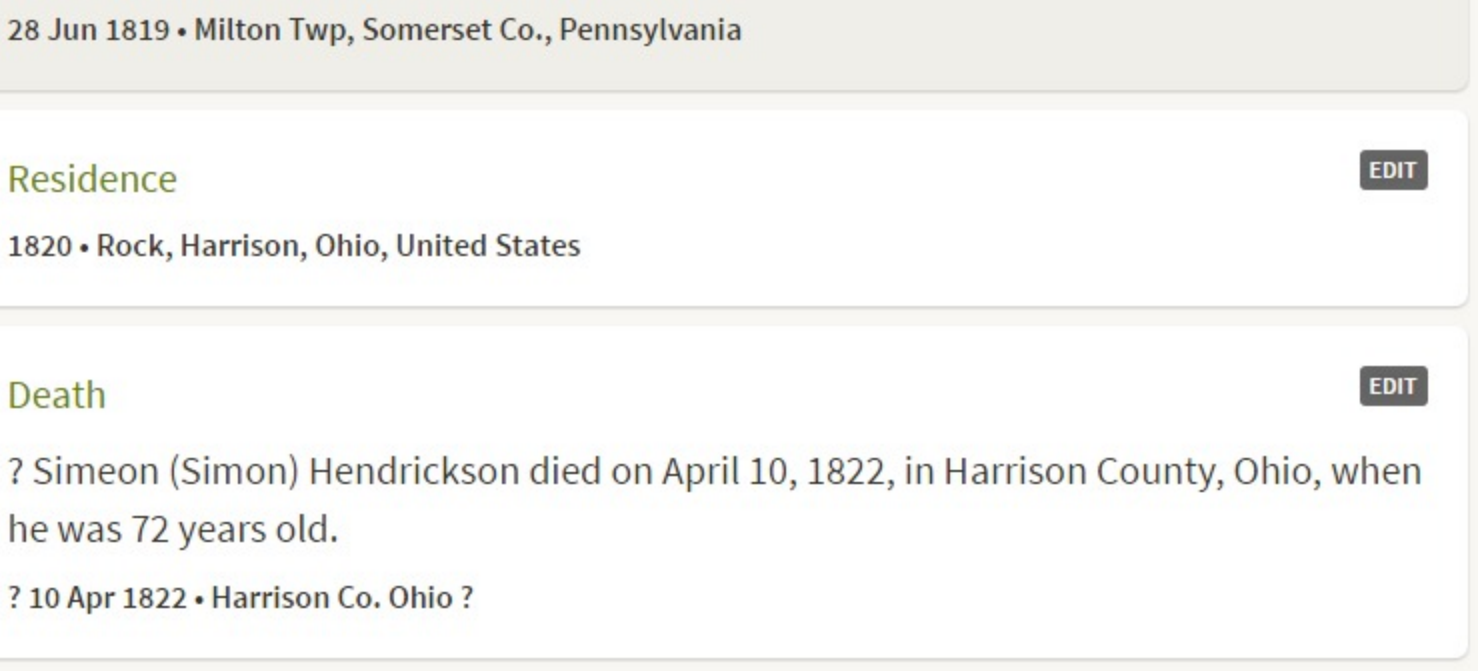 28 Jun 1819 • Milton Twp, Somerset Co., Pennsylvania
Residence
EDIT
1820 • Rock, Harrison, Ohio, United States
Death
EDIT
? Simeon (Simon) Hendrickson died on April 10, 1822, in Harrison County, Ohio, when
he was 72 years old.
? 10 Apr 1822 • Harrison Co. Ohio ?